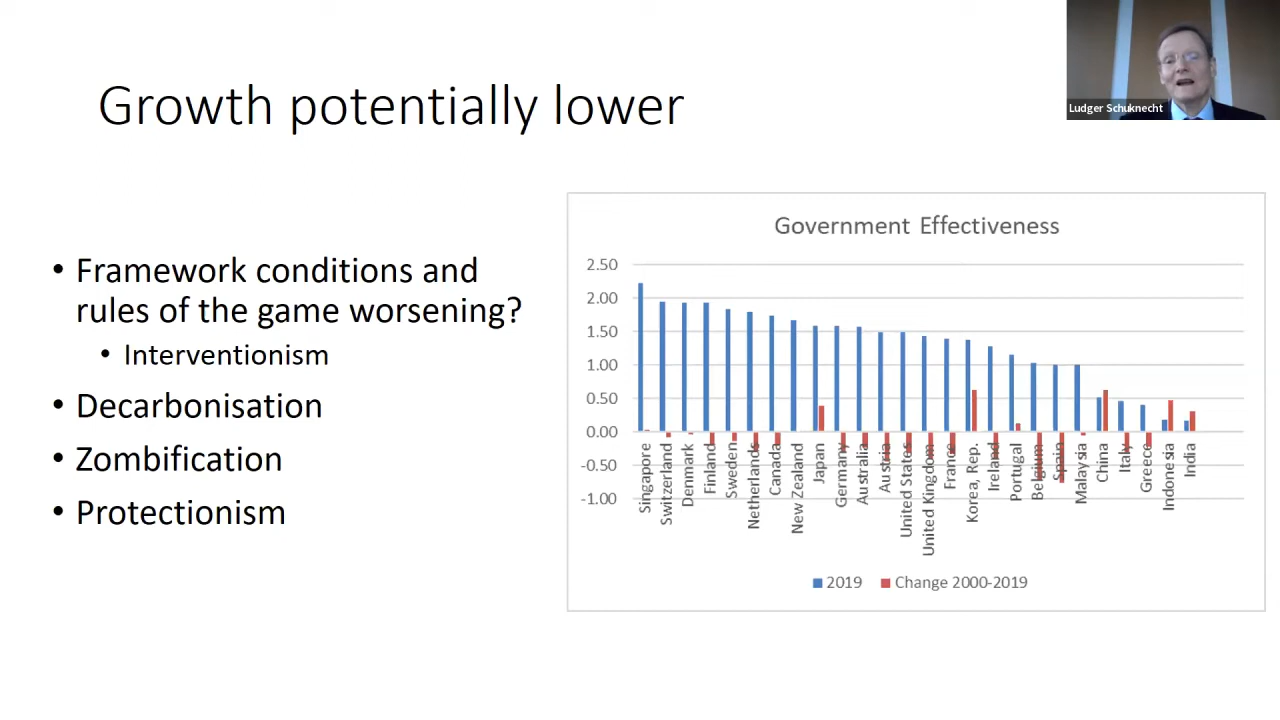 Ludger Schuknecht
Growth potentially lower
• Framework conditions and
rules of the game worsening?
• Interventionism
• Decarbonisation
• Zombification
• Protectionism
Government Effectiveness
2.50
2.00
1.50
1.00
0.50
0.00
-0.50
-1.00
Singapore
Switzerland
Denmark
Finland
Sweden
Netherlands
Canada
New Zealand
Japan
Germany
Australia
Austria
United States
United Kingdom
France
Korea, Rep.
Ireland
Portugal
Belgium
Spain
Malaysia
China
Italy
Greece
Indonesia
India
2019
Change 2000-2019